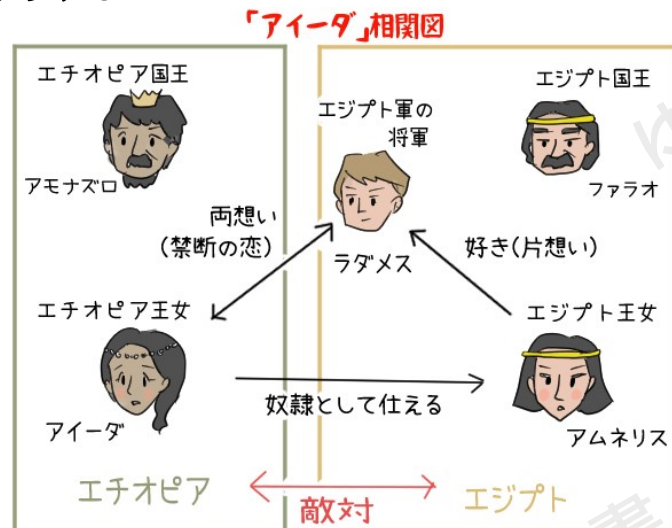 「アイーダ」相関図
エチオピア国王
アモナズロ
エジプト軍の
将軍
ラダメス
エジプト国王
ファラオ
両想い
(禁断の恋)
好き(片想い)
エチオピア王女
アイーダ
奴隷として仕える
エジプト王女
アムネリス
エチオピア
敵対
エジプト